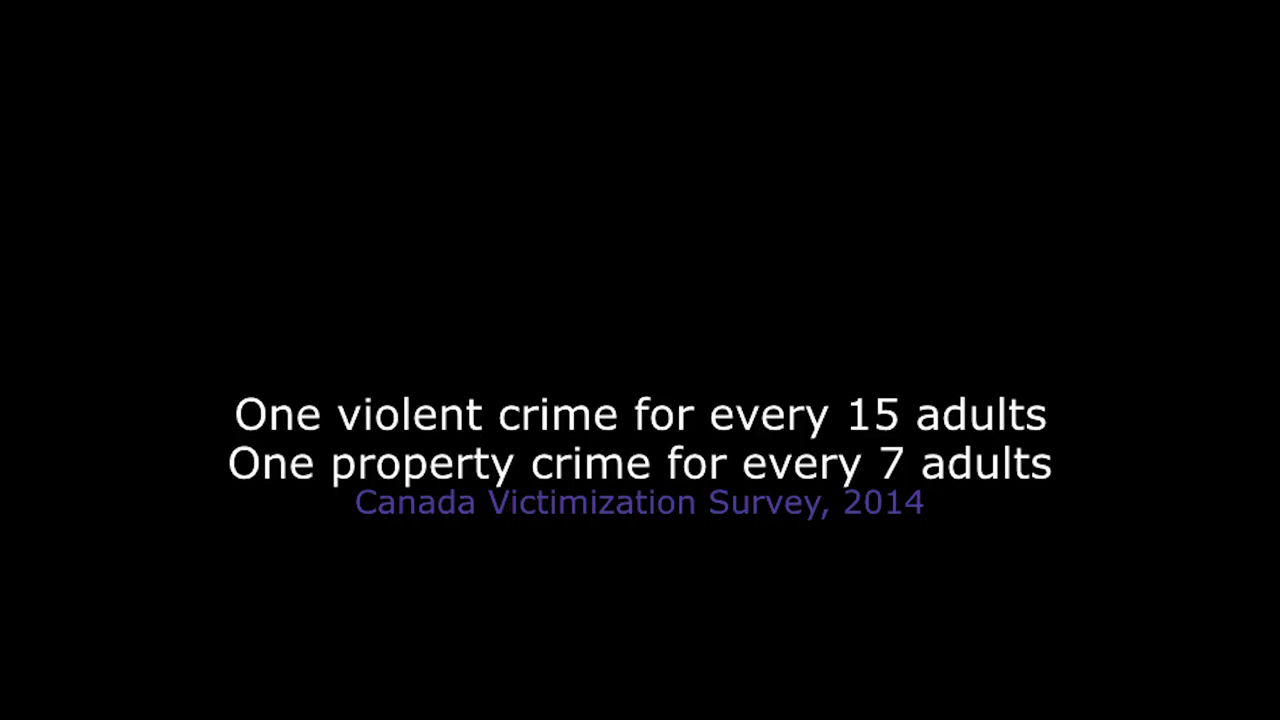 One violent crime for every 15 adults
One property crime for every 7 adults
Canada Victimization Survey, 2014